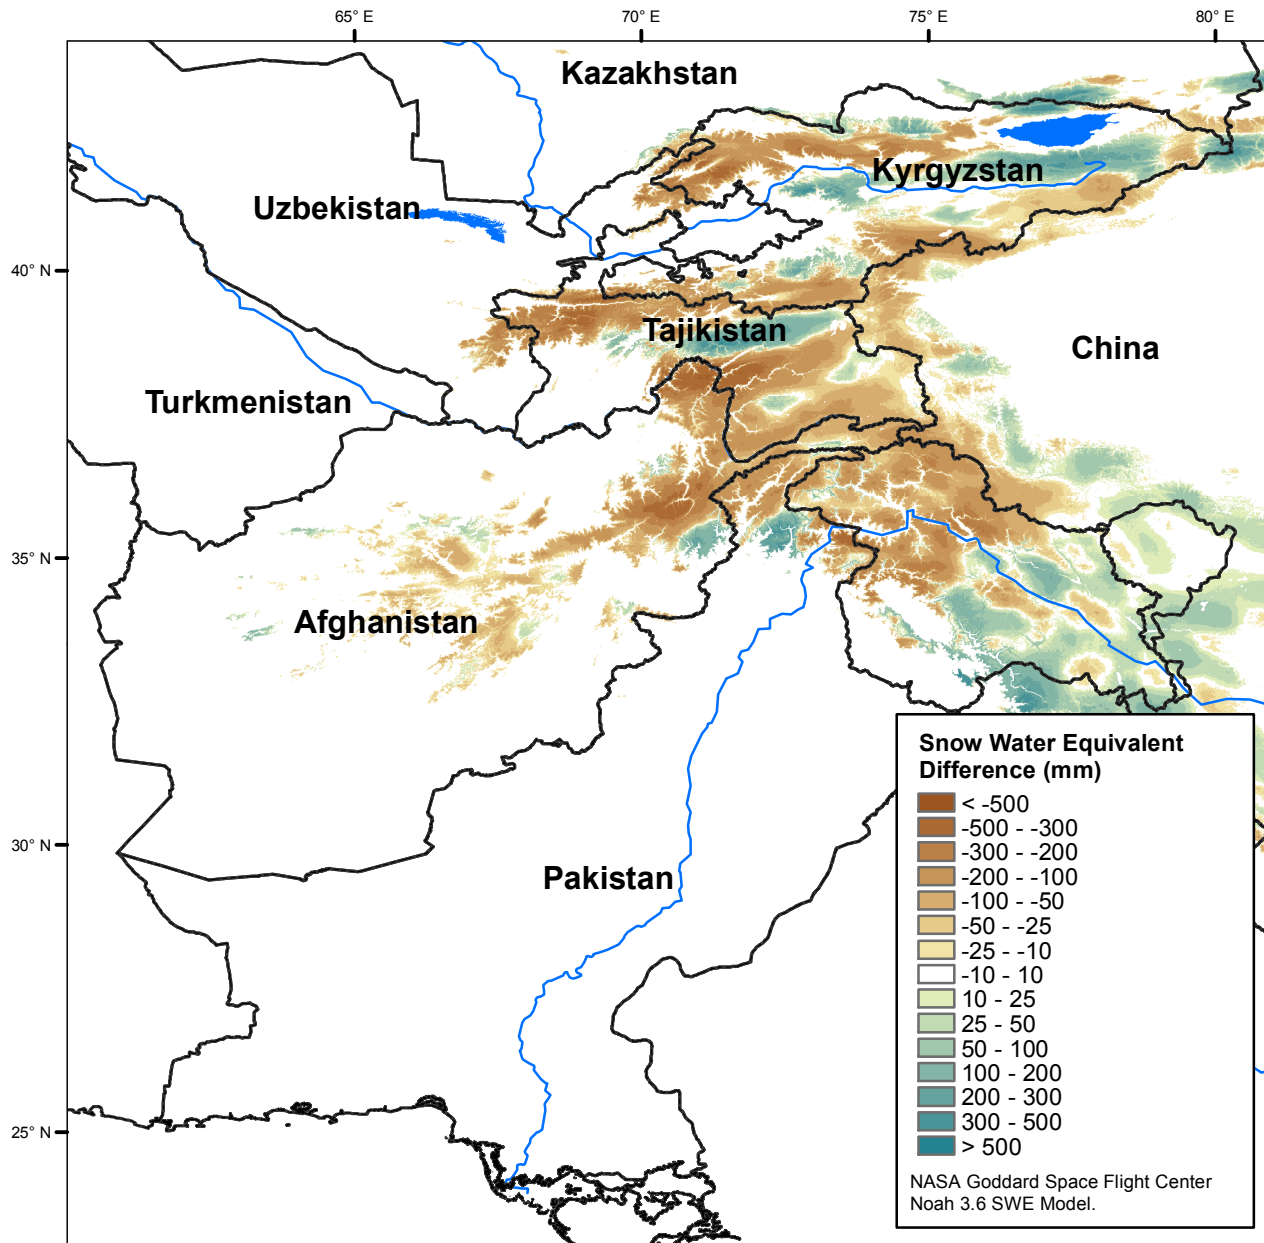 65° E
70° E
75° E
80° E
Kazakhstan
Kyrgyzstan
Uzbekistan
40° N
Tajikistan
China
Turkmenistan
35° N
Afghanistan
Snow Water Equivalent
Difference (mm)
< -500
-500 - -300
-300 - -200
-200 - -100
-100 - -50
-50 - -25
-25 - -10
-10 - 10
10 - 25
25 - 50
50 - 100
100 - 200
200 - 300
300 - 500
> 500
30° N
Pakistan
25° N
NASA Goddard Space Flight Center
Noah 3.6 SWE Model.